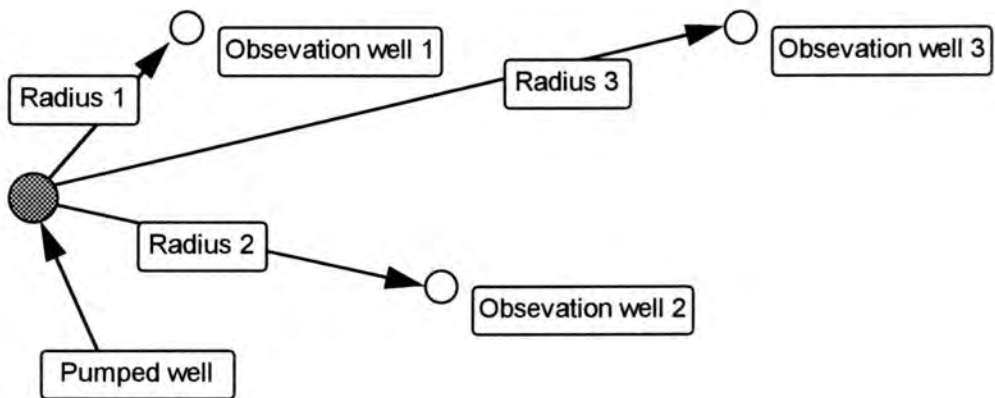 Obsevation well 1
Obsevation well 3
Radius 1
Radius 3
Radius 2
Obsevation well 2
Pumped well